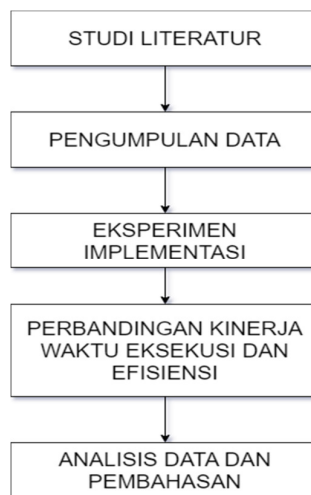 STUDI LITERATUR
PENGUMPULAN DATA
EKSPERIMEN
IMPLEMENTASI
PERBANDINGAN KINERJA
WAKTU EKSEKUSI DAN
EFISIENSI
ANALISIS DATA DAN
PEMBAHASAN